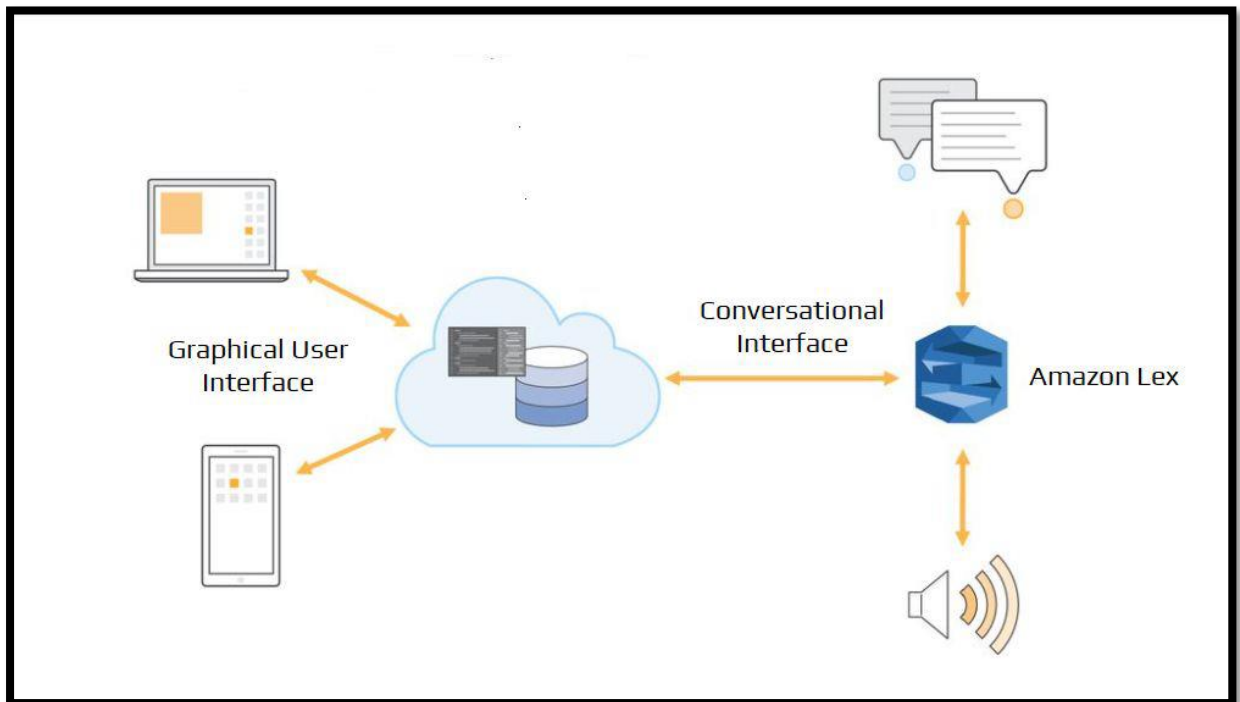 Graphical User
Interface
Conversational
Interface
Amazon Lex